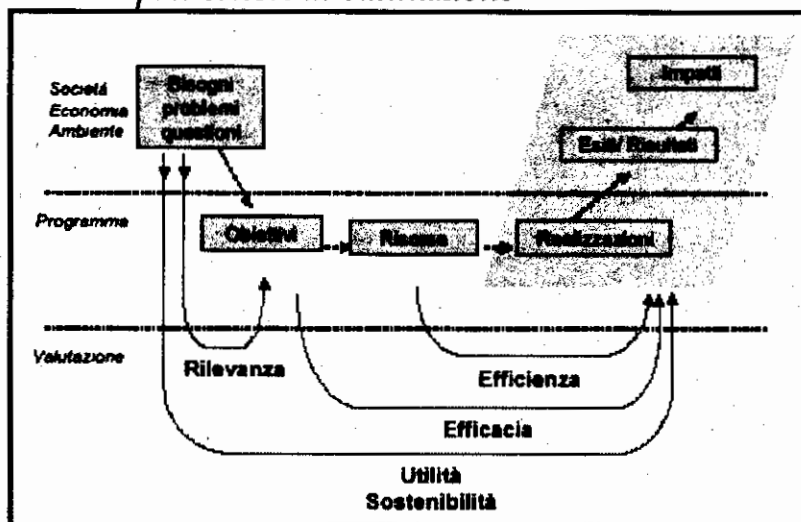 Impatti
Società
Economia
Ambiente
Bisogni
problemi
questioni
Esiti/ Risultati
Programma
Obiettivi
Risorse
Realizzazioni
Valutazione
Rilevanza
Efficienza
Efficacia
Utilità
Sostenibilità